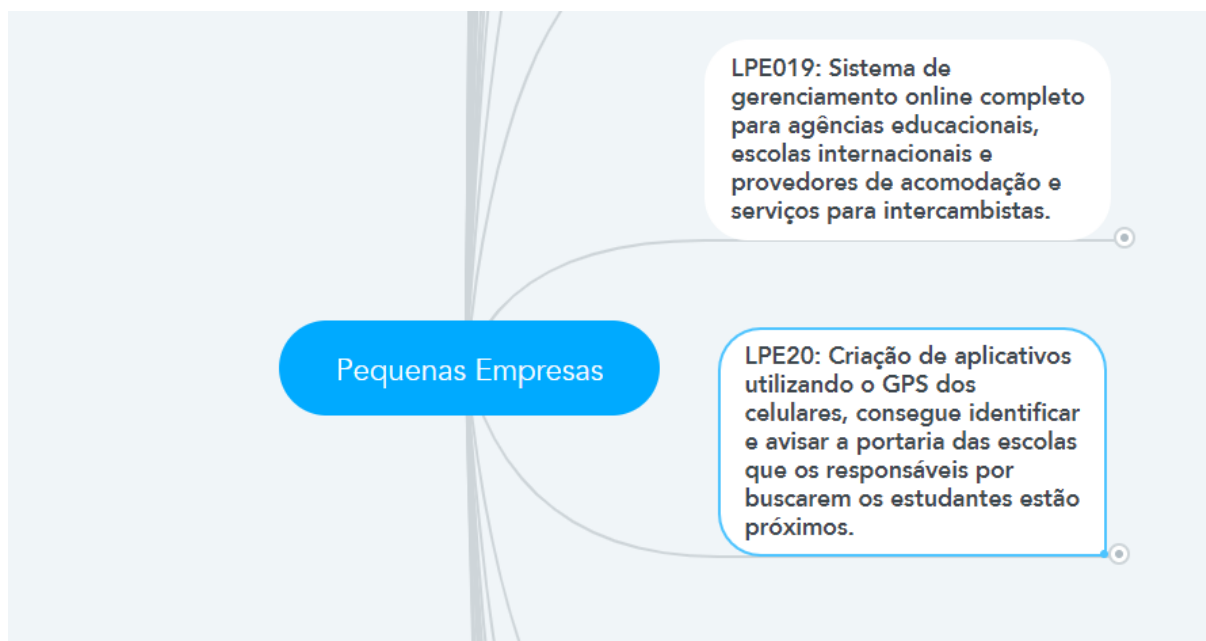 LPE019: Sistema de
gerenciamento online completo
para agências educacionais,
escolas internacionais e
provedores de acomodação e
serviços para intercambistas.
Pequenas Empresas
LPE20: Criação de aplicativos
utilizando o GPS dos
celulares, consegue identificar
e avisar a portaria das escolas
que os responsáveis por
buscarem os estudantes estão
próximos.